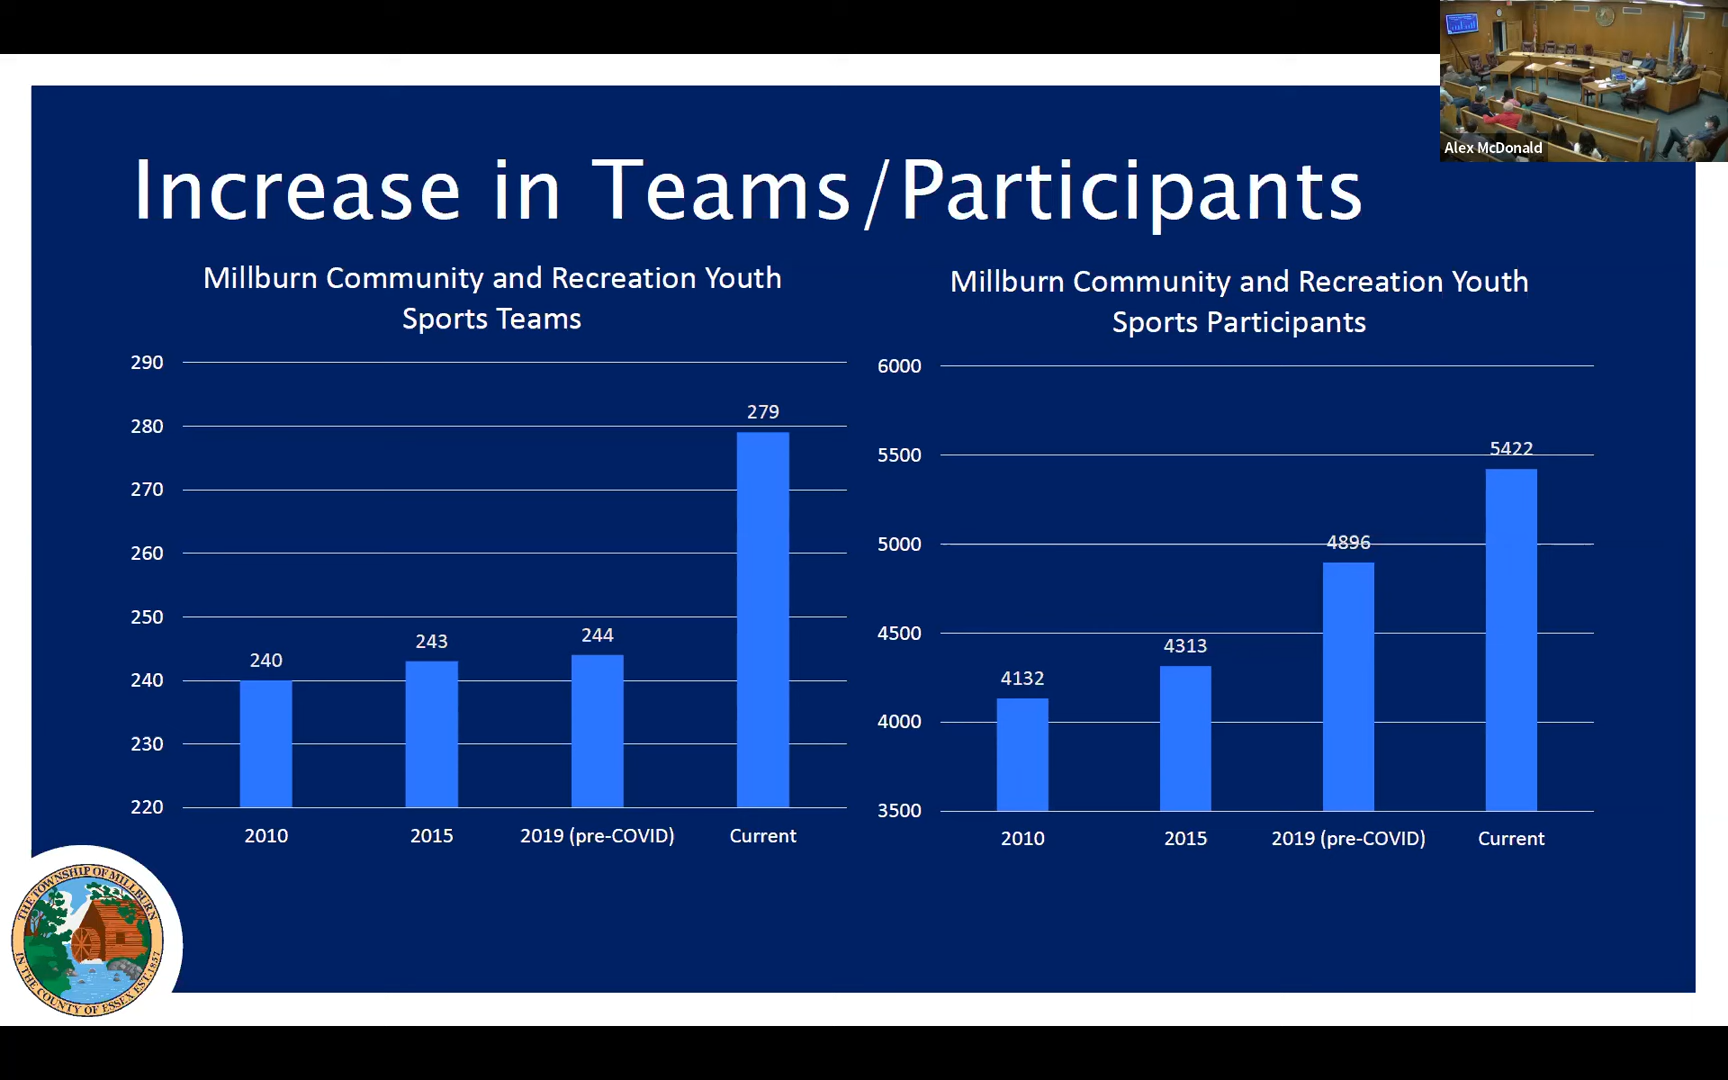 Alex McDonald
Increase in Teams/Participants
Millburn Community and Recreation Youth
Sports Teams
290
280
270
260
250
240
230
220
240
243
244
279
2010
2015
2019 (pre-COVID)
Current
Millburn Community and Recreation Youth
Sports Participants
6000
5500
5000
4500
4000
3500
4132
4313
4896
5422
2010
2015
2019 (pre-COVID)
Current
THE TOWNSHIP OF MILLBURN
IN THE COUNTY OF ESSEX EST. 1857